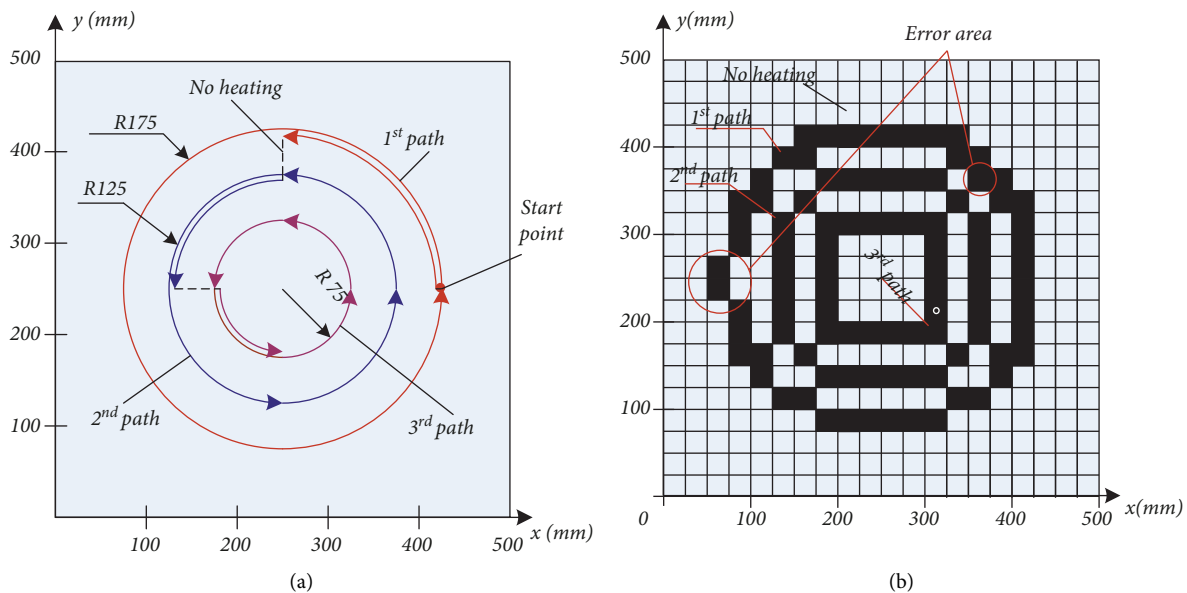 y (mm)
500
400
300
200
100
100
200
300
400
500
x (mm)
No heating
R175
1st path
R125
Start
point
R 75
2nd path
3rd path
(a)
y(mm)
Error area
500
400
300
200
100
0
100
200
300
400
500
x(mm)
No heating
1st path
2nd path
3rd path
(b)